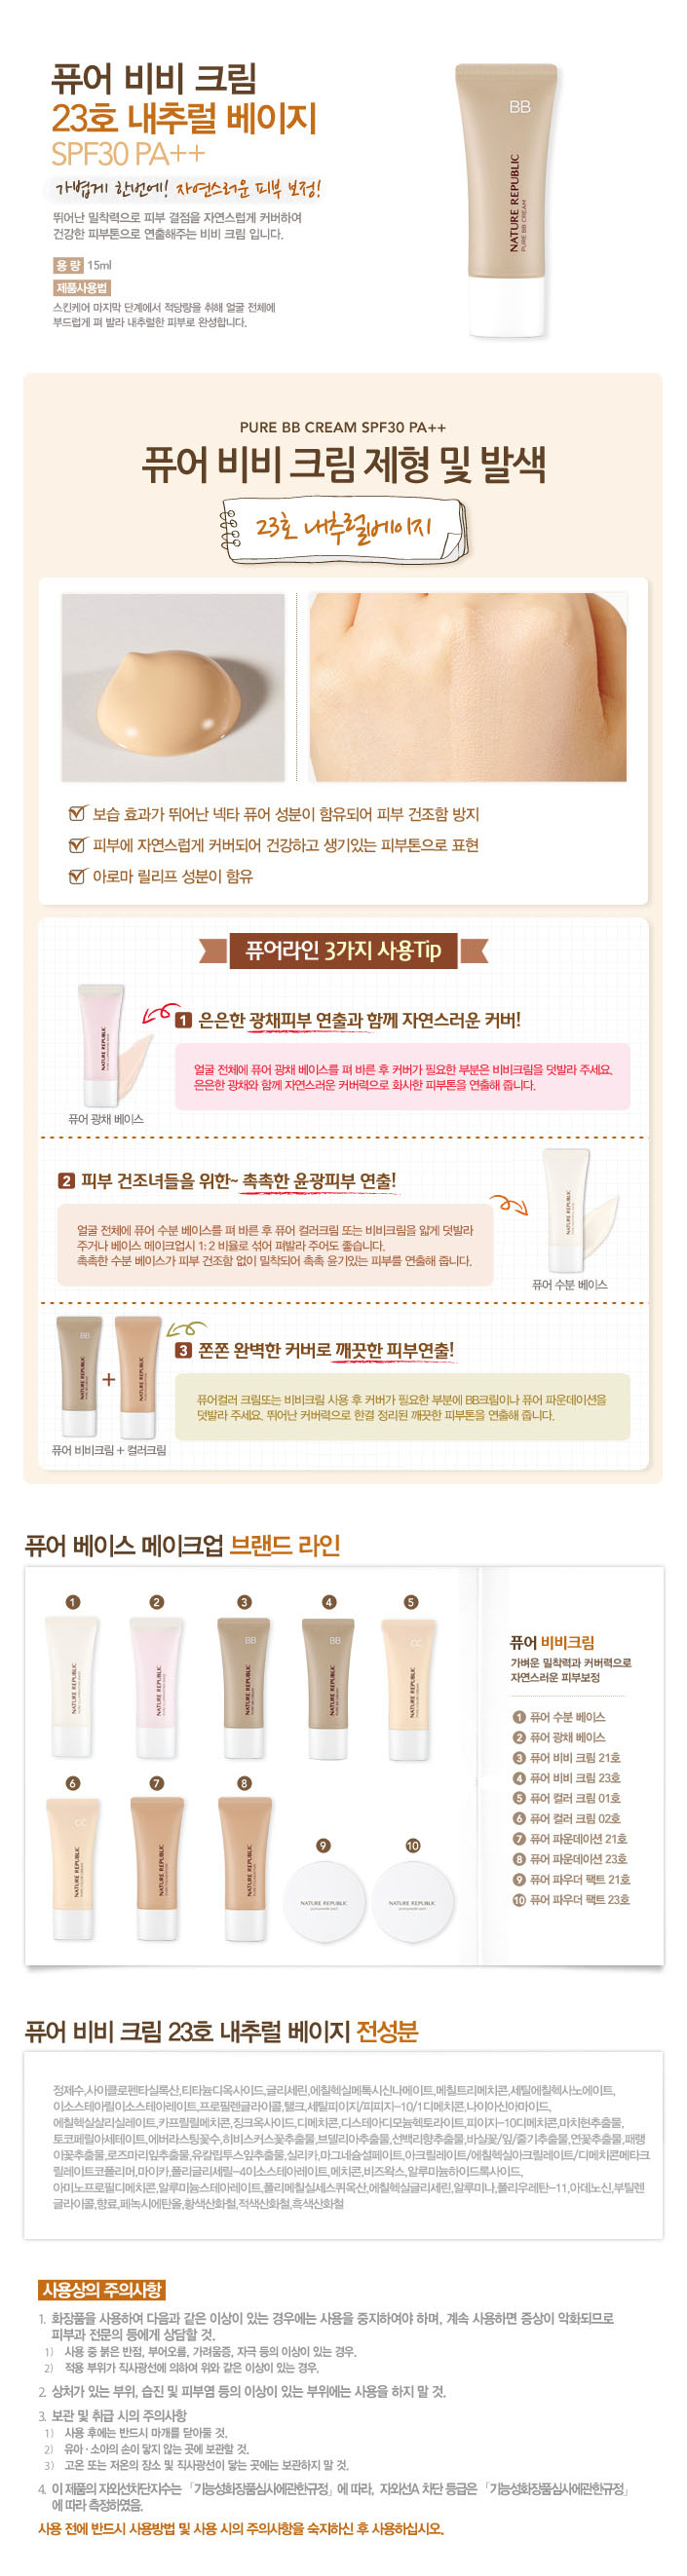 퓨어 비비 크림
23호 내추럴 베이지
SPF30 PA++
가볍게 한번에! 자연스러운 피부 보정!
뛰어난 밀착력으로 피부 결점을 자연스럽게 커버하여
건강한 피부톤으로 연출해주는 비비 크림 입니다.
용 량 15ml
제품사용법
스킨케어 마지막 단계에서 적당량을 취해 얼굴 전체에
부드럽게 펴 발라 내추럴한 피부로 완성합니다.
BB
NATURE REPUBLIC
PURE BB CREAM
PURE BB CREAM SPF30 PA++
퓨어 비비 크림 제형 및 발색
23호 내추럴베이지
보습 효과가 뛰어난 넥타 퓨어 성분이 함유되어 피부 건조함 방지
피부에 자연스럽게 커버되어 건강하고 생기있는 피부톤으로 표현
아로마 릴리프 성분이 함유
퓨어라인 3가지 사용Tip
NATURE REPUBLIC
퓨어 광채 베이스
1 은은한 광채피부 연출과 함께 자연스러운 커버!
얼굴 전체에 퓨어 광채 베이스를 펴 바른 후 커버가 필요한 부분은 비비크림을 덧발라 주세요.
은은한 광채와 함께 자연스러운 커버력으로 화사한 피부톤을 연출해 줍니다.
2 피부 건조녀들을 위한~ 촉촉한 윤광피부 연출!
얼굴 전체에 퓨어 수분 베이스를 펴 바른 후 퓨어 컬러크림 또는 비비크림을 얇게 덧발라
주거나 베이스 메이크업시 1:2 비율로 섞어 펴발라 주어도 좋습니다.
촉촉한 수분 베이스가 피부 건조함 없이 밀착되어 촉촉 윤기있는 피부를 연출해 줍니다.
NATURE REPUBLIC
퓨어 수분 베이스
BB
NATURE REPUBLIC
+
NATURE REPUBLIC
퓨어 비비크림 + 컬러크림
3 쫀쫀 완벽한 커버로 깨끗한 피부연출!
퓨어컬러 크림또는 비비크림 사용 후 커버가 필요한 부분에 BB크림이나 퓨어 파운데이션을
덧발라 주세요. 뛰어난 커버력으로 한결 정리된 깨끗한 피부톤을 연출해 줍니다.
퓨어 베이스 메이크업 브랜드 라인
1 2 3 4 5
NATURE REPUBLIC
NATURE REPUBLIC
BB
NATURE REPUBLIC
BB
NATURE REPUBLIC
CC
NATURE REPUBLIC
6 7 8 9 10
CC
NATURE REPUBLIC
NATURE REPUBLIC
NATURE REPUBLIC
NATURE REPUBLIC
NATURE REPUBLIC
퓨어 비비크림
가벼운 밀착력과 커버력으로
자연스러운 피부보정
1 퓨어 수분 베이스
2 퓨어 광채 베이스
3 퓨어 비비 크림 21호
4 퓨어 비비 크림 23호
5 퓨어 컬러 크림 01호
6 퓨어 컬러 크림 02호
7 퓨어 파운데이션 21호
8 퓨어 파운데이션 23호
9 퓨어 파우더 팩트 21호
10 퓨어 파우더 팩트 23호
퓨어 비비 크림 23호 내추럴 베이지 전성분
정제수,사이클로펜타실록산,티타늄디옥사이드,글리세린,에칠헥실메톡시신나메이트,메칠트리메치콘,세틸에칠헥사노에이트,
이소스테아릴이소스테아레이트,프로필렌글라이콜,탤크,세틸피이지/피피지-10/1디메치콘,나이아신아마이드,
에칠헥실살리실레이트,카프릴릴메치콘,징크옥사이드,디메치콘,디스테아디모늄헥토라이트,피이지-10디메치콘,마치현추출물,
토코페릴아세테이트,에버라스팅꽃수,히비스커스꽃추출물,브델리아추출물,선백리향추출물,바실꽃/잎/줄기추출물,연꽃추출물,패랭
이꽃추출물,로즈마리잎추출물,유칼립투스잎추출물,실리카,마그네슘설페이트,아크릴레이트/에칠헥실아크릴레이트/디메치콘메타크
릴레이트코폴리머,마이카,폴리글리세릴-4이소스테아레이트,메치콘,비즈왁스,알루미늄하이드록사이드,
아미노프로필디메치콘,알루미늄스테아레이트,폴리메칠실세스퀴옥산,에칠헥실글리세린,알루미나,폴리우레탄-11,아데노신,부틸렌
글라이콜,향료,페녹시에탄올,황색산화철,적색산화철,흑색산화철
사용상의 주의사항
1. 화장품을 사용하여 다음과 같은 이상이 있는 경우에는 사용을 중지하여야 하며, 계속 사용하면 증상이 악화되므로
피부과 전문의 등에게 상담할 것.
1) 사용 중 붉은 반점, 부어오름, 가려움증, 자극 등의 이상이 있는 경우.
2) 적용 부위가 직사광선에 의하여 위와 같은 이상이 있는 경우.
2. 상처가 있는 부위, 습진 및 피부염 등의 이상이 있는 부위에는 사용을 하지 말 것.
3. 보관 및 취급 시의 주의사항
1) 사용 후에는 반드시 마개를 닫아둘 것.
2) 유아·소아의 손이 닿지 않는 곳에 보관할 것.
3) 고온 또는 저온의 장소 및 직사광선이 닿는 곳에는 보관하지 말 것.
4. 이 제품의 자외선차단지수는 「기능성화장품심사에관한규정」에 따라, 자외선A 차단 등급은 「기능성화장품심사에관한규정」
에 따라 측정하였음.
사용 전에 반드시 사용방법 및 사용 시의 주의사항을 숙지하신 후 사용하십시오.